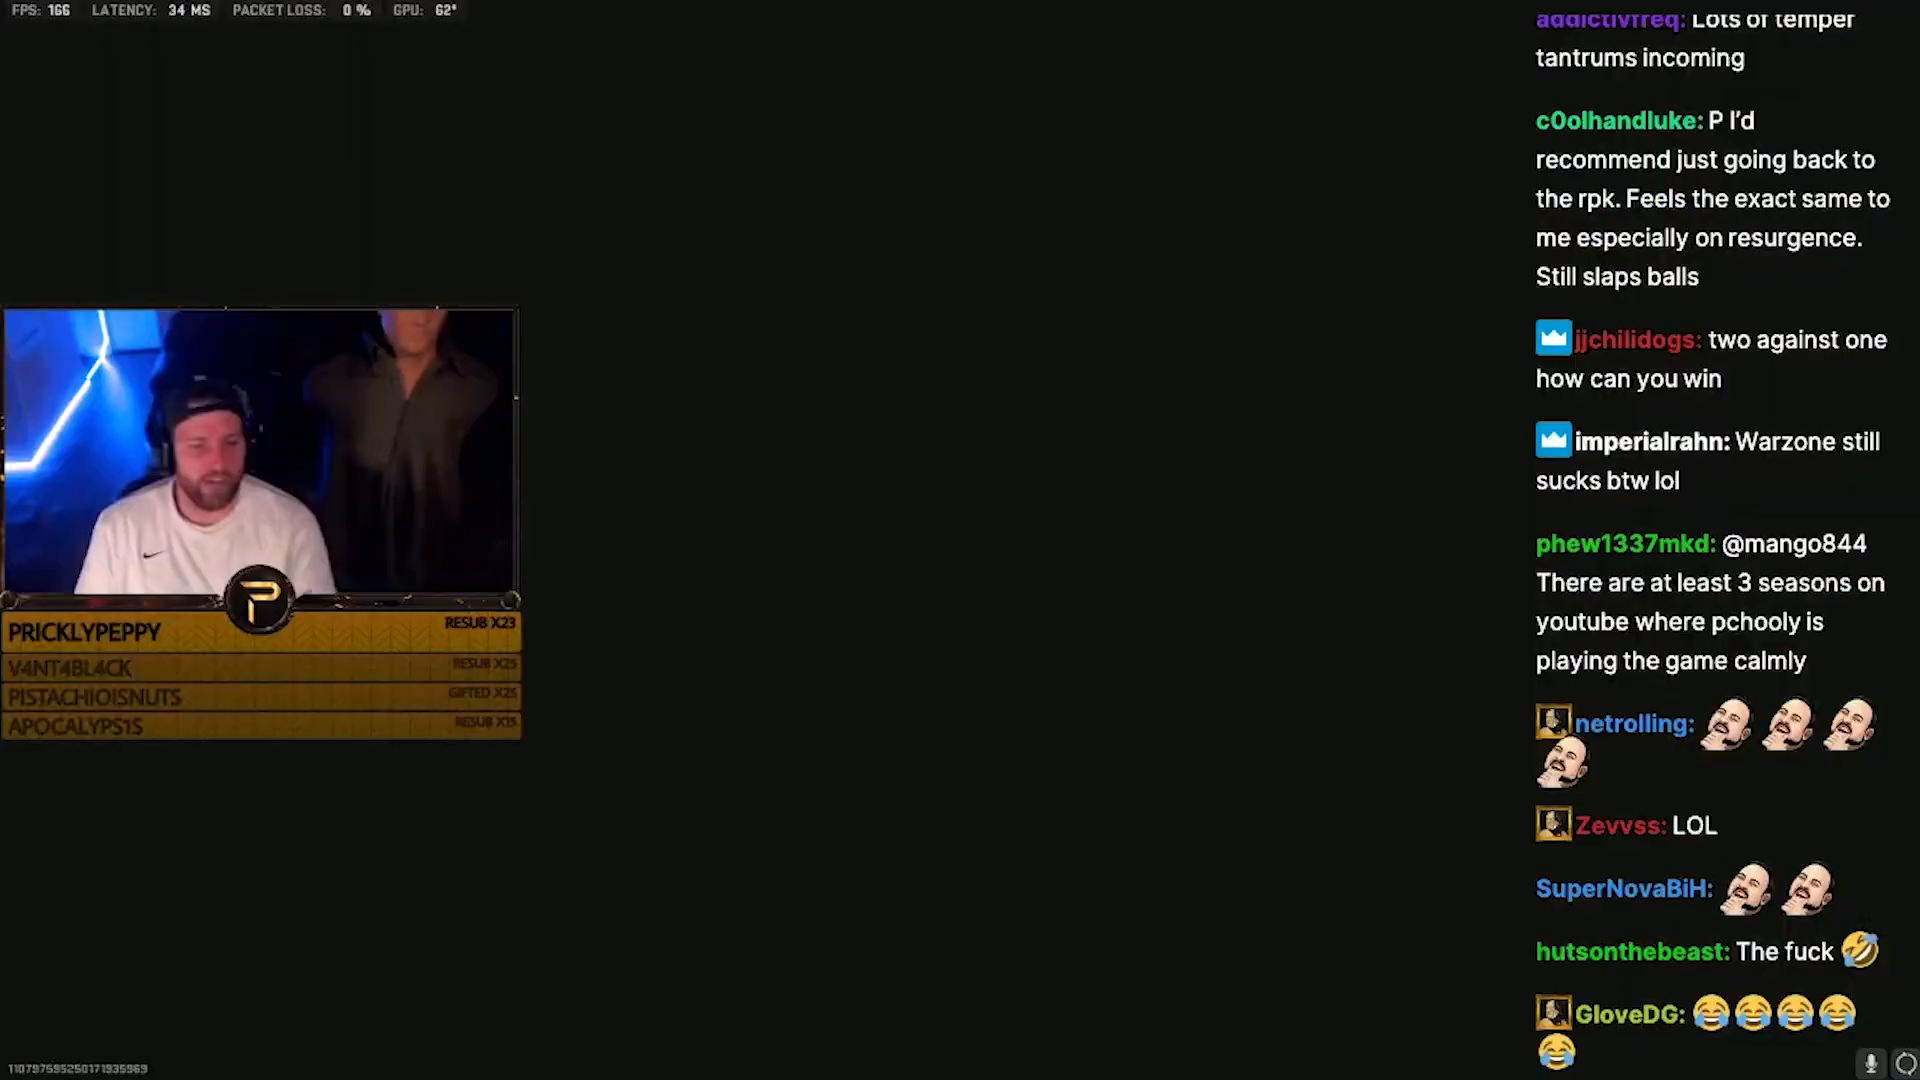 FPS: 166 LATENCY: 34 MS PACKET LOSS: 0 % GPU: 62°
addictivfreq: Lots of temper
tantrums incoming
c0olhandluke: P I'd
recommend just going back to
the rpk. Feels the exact same to
me especially on resurgence.
Still slaps balls
jjchilidogs: two against one
how can you win
imperialrahn: Warzone still
sucks btw lol
phew1337mkd: @mango844
There are at least 3 seasons on
youtube where pchooly is
playing the game calmly
netrolling:
Zevvss: LOL
SuperNovaBiH:
hutsonthebeast: The fuck 🤣
GloveDG: 😂😂😂😂
😂
P
PRICKLYPEPPY RESUB X23
V4NT4BL4CK RESUB X25
PISTACHIOISNUTS GIFTED X25
APOCALYPS1S RESUB X15
110797595250171935969